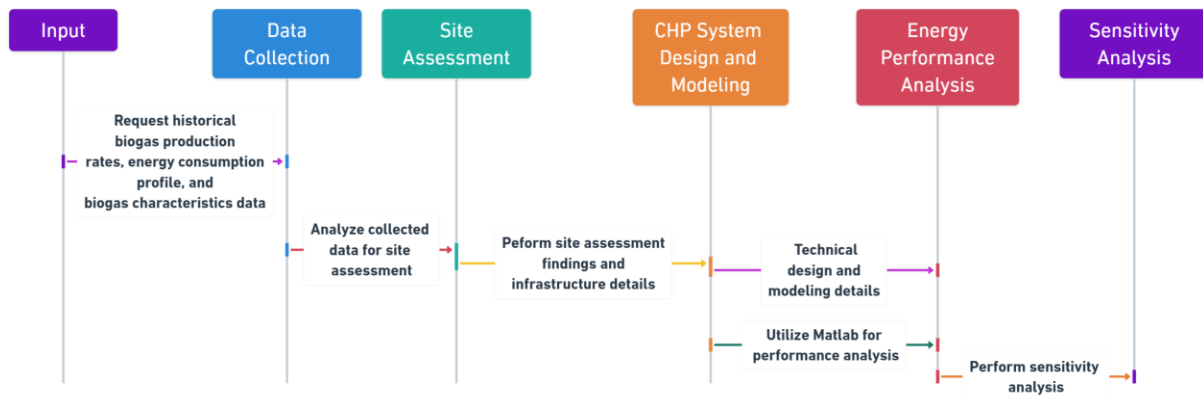 Input
Data
Collection
Site
Assessment
CHP System
Design and
Modeling
Energy
Performance
Analysis
Sensitivity
Analysis
Request historical
biogas production
rates, energy consumption
profile, and
biogas characteristics data
Analyze collected
data for site
assessment
Peform site assessment
findings and
infrastructure details
Technical
design and
modeling details
Utilize Matlab for
performance analysis
Perform sensitivity
analysis